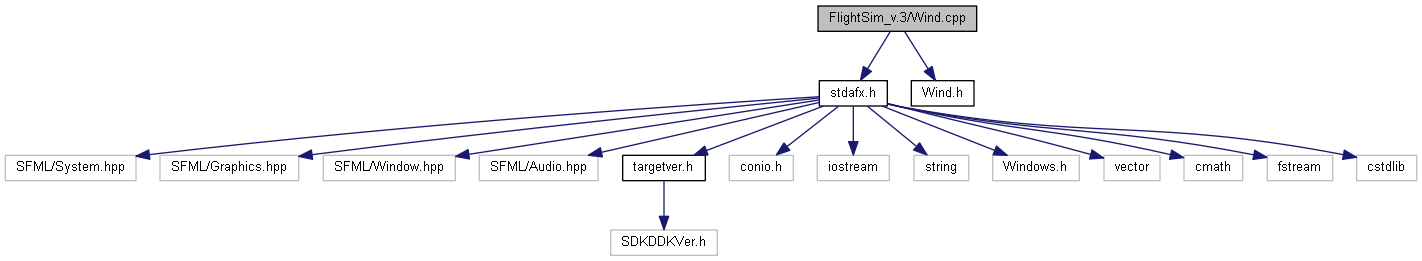 FlightSim_v.3/Wind.cpp
stdafx.h
Wind.h
SFML/System.hpp
SFML/Graphics.hpp
SFML/Window.hpp
SFML/Audio.hpp
targetver.h
conio.h
iostream
string
Windows.h
vector
cmath
fstream
cstdlib
SDKDDKVer.h